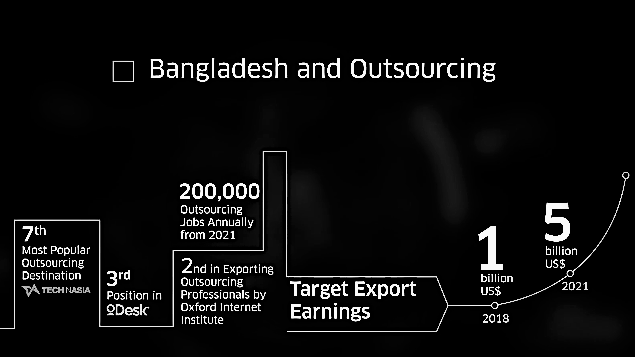 Bangladesh and Outsourcing
7th
Most Popular
Outsourcing
Destination
TECHINASIA
3rd
Position in
oDesk
200,000
Outsourcing
Jobs Annually
from 2021
2nd in Exporting
Outsourcing
Professionals by
Oxford Internet
Institute
Target Export
Earnings
1
billion
US$
2018
5
billion
US$
2021